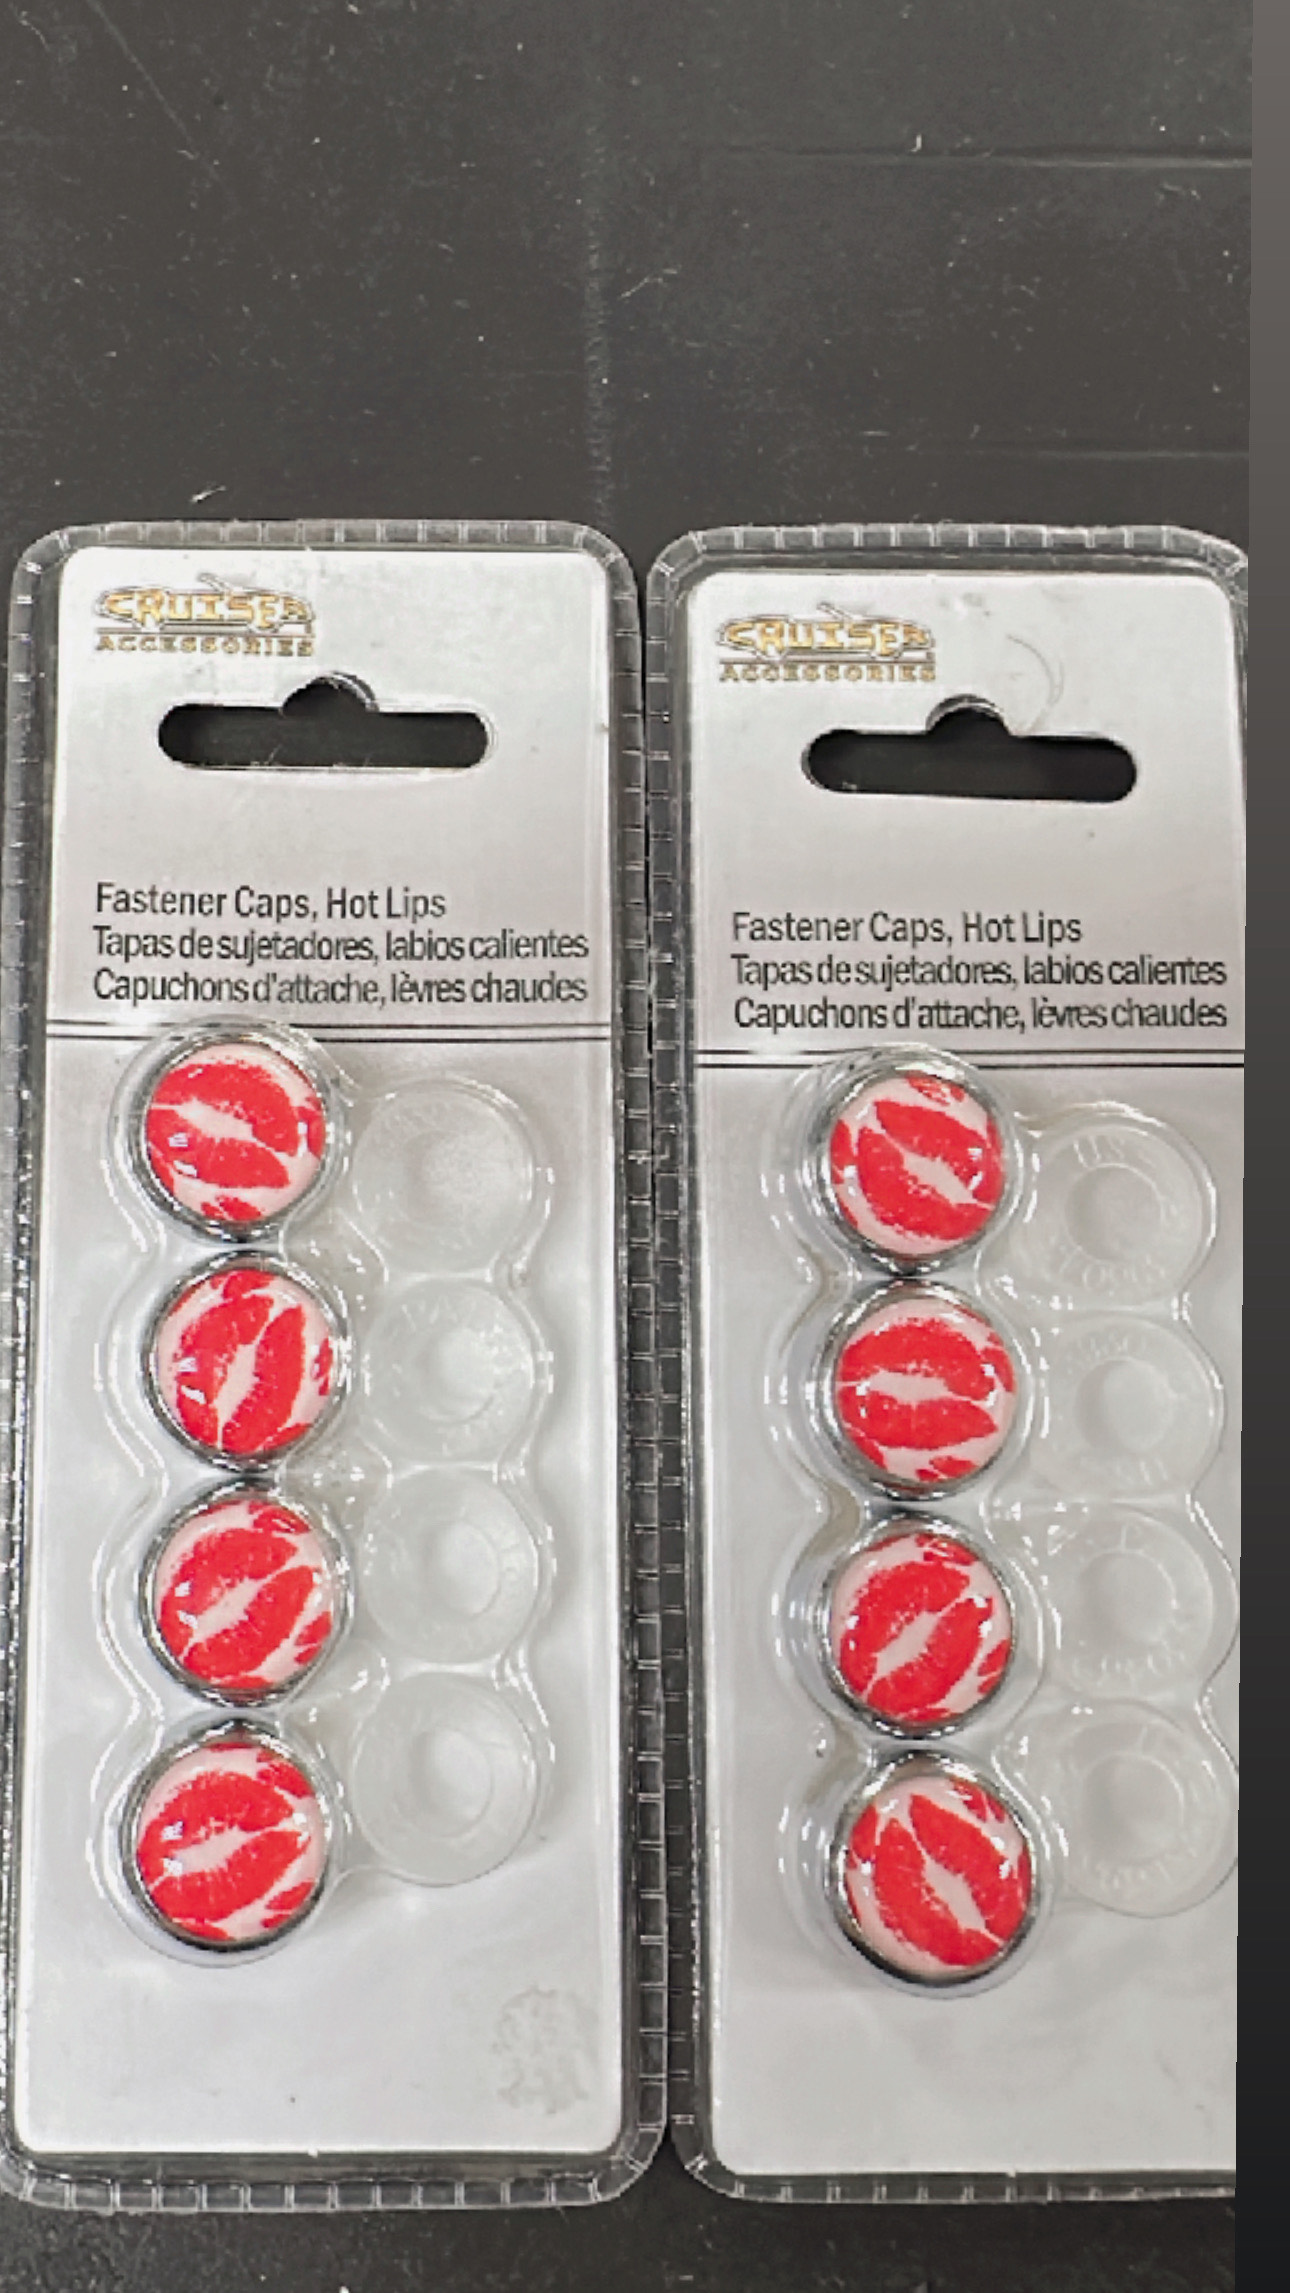 CRUISER
ACCESSORIES
Fastener Caps, Hot Lips
Tapas de sujetadores, labios calientes
Capuchons d'attache, lèvres chaudes
CRUISER
ACCESSORIES
Fastener Caps, Hot Lips
Tapas de sujetadores, labios calientes
Capuchons d'attache, lèvres chaudes